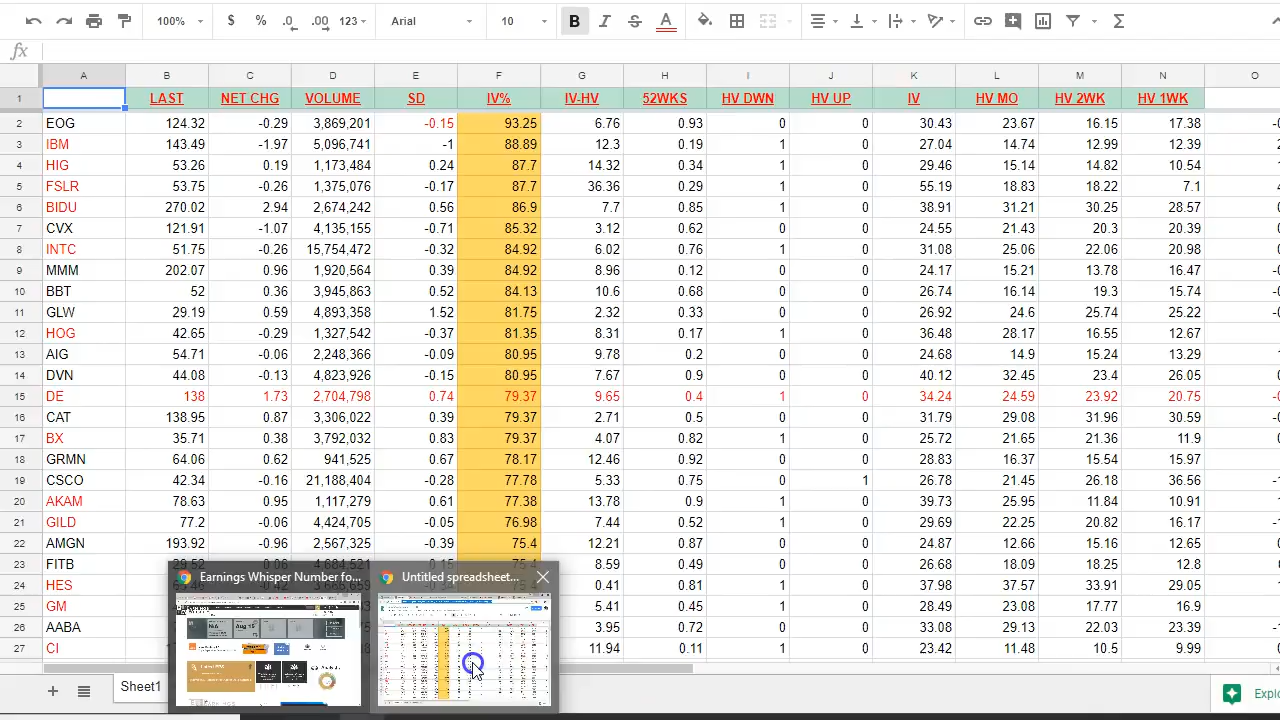 100% $ % .0 .00 123 Arial 10 B I S A Σ
fx
A B C D E F G H I J K L M N O
1 LAST NET CHG VOLUME SD IV% IV-HV 52WKS HV DWN HV UP IV HV MO HV 2WK HV 1WK
2 EOG 124.32 -0.29 3,869,201 -0.15 93.25 6.76 0.93 0 0 30.43 23.67 16.15 17.38
3 IBM 143.49 -1.97 5,096,741 -1 88.89 12.3 0.19 1 0 27.04 14.74 12.99 12.39
4 HIG 53.26 0.19 1,173,484 0.24 87.7 14.32 0.34 1 0 29.46 15.14 14.82 10.54
5 FSLR 53.75 -0.26 1,375,076 -0.17 87.7 36.36 0.29 1 0 55.19 18.83 18.22 7.1
6 BIDU 270.02 2.94 2,674,242 0.56 86.9 7.7 0.85 1 0 38.91 31.21 30.25 28.57
7 CVX 121.91 -1.07 4,135,155 -0.71 85.32 3.12 0.62 0 0 24.55 21.43 20.3 20.39
8 INTC 51.75 -0.26 15,754,472 -0.32 84.92 6.02 0.76 1 0 31.08 25.06 22.06 20.98
9 MMM 202.07 0.96 1,920,564 0.39 84.92 8.96 0.12 0 0 24.17 15.21 13.78 16.47
10 BBT 52 0.36 3,945,863 0.52 84.13 10.6 0.68 0 0 26.74 16.14 19.3 15.74
11 GLW 29.19 0.59 4,893,358 1.52 81.75 2.32 0.33 0 0 26.92 24.6 25.74 25.22
12 HOG 42.65 -0.29 1,327,542 -0.37 81.35 8.31 0.17 1 0 36.48 28.17 16.55 12.67
13 AIG 54.71 -0.06 2,248,366 -0.09 80.95 9.78 0.2 0 0 24.68 14.9 15.24 13.29
14 DVN 44.08 -0.13 4,823,926 -0.15 80.95 7.67 0.9 0 0 40.12 32.45 23.4 26.05
15 DE 138 1.73 2,704,798 0.74 79.37 9.65 0.4 1 0 34.24 24.59 23.92 20.75
16 CAT 138.95 0.87 3,306,022 0.39 79.37 2.71 0.5 0 0 31.79 29.08 31.96 30.59
17 BX 35.71 0.38 3,792,032 0.83 79.37 4.07 0.82 1 0 25.72 21.65 21.36 11.9
18 GRMN 64.06 0.62 941,525 0.67 78.17 12.46 0.92 0 0 28.83 16.37 15.54 15.97
19 CSCO 42.34 -0.16 21,188,404 -0.28 77.78 5.33 0.75 0 1 26.78 21.45 26.18 36.56
20 AKAM 78.63 0.95 1,117,279 0.61 77.38 13.78 0.9 1 0 39.73 25.95 11.84 10.91
21 GILD 77.2 -0.06 4,424,705 -0.05 76.98 7.44 0.52 1 0 29.69 22.25 20.82 16.17
22 AMGN 193.92 -0.96 2,567,325 -0.39 75.4 12.21 0.87 0 0 24.87 12.66 15.16 12.65
23 FITB 8.59 0.49 0 0 26.68 18.09 18.25 12.8
24 HES 0.41 0.81 1 0 33.91 29.05
25 GM 5.41 0.45 1 0 28.49 23.08 17.77 16.9
26 AABA 3.95 0.72 0 0 33.08 29.13 22.03 23.39
27 CI 11.94 0.11 1 0 23.42 11.48 10.5 9.99
Earnings Whisper Number fo... Untitled spreadsheet...
Sheet1
Explo